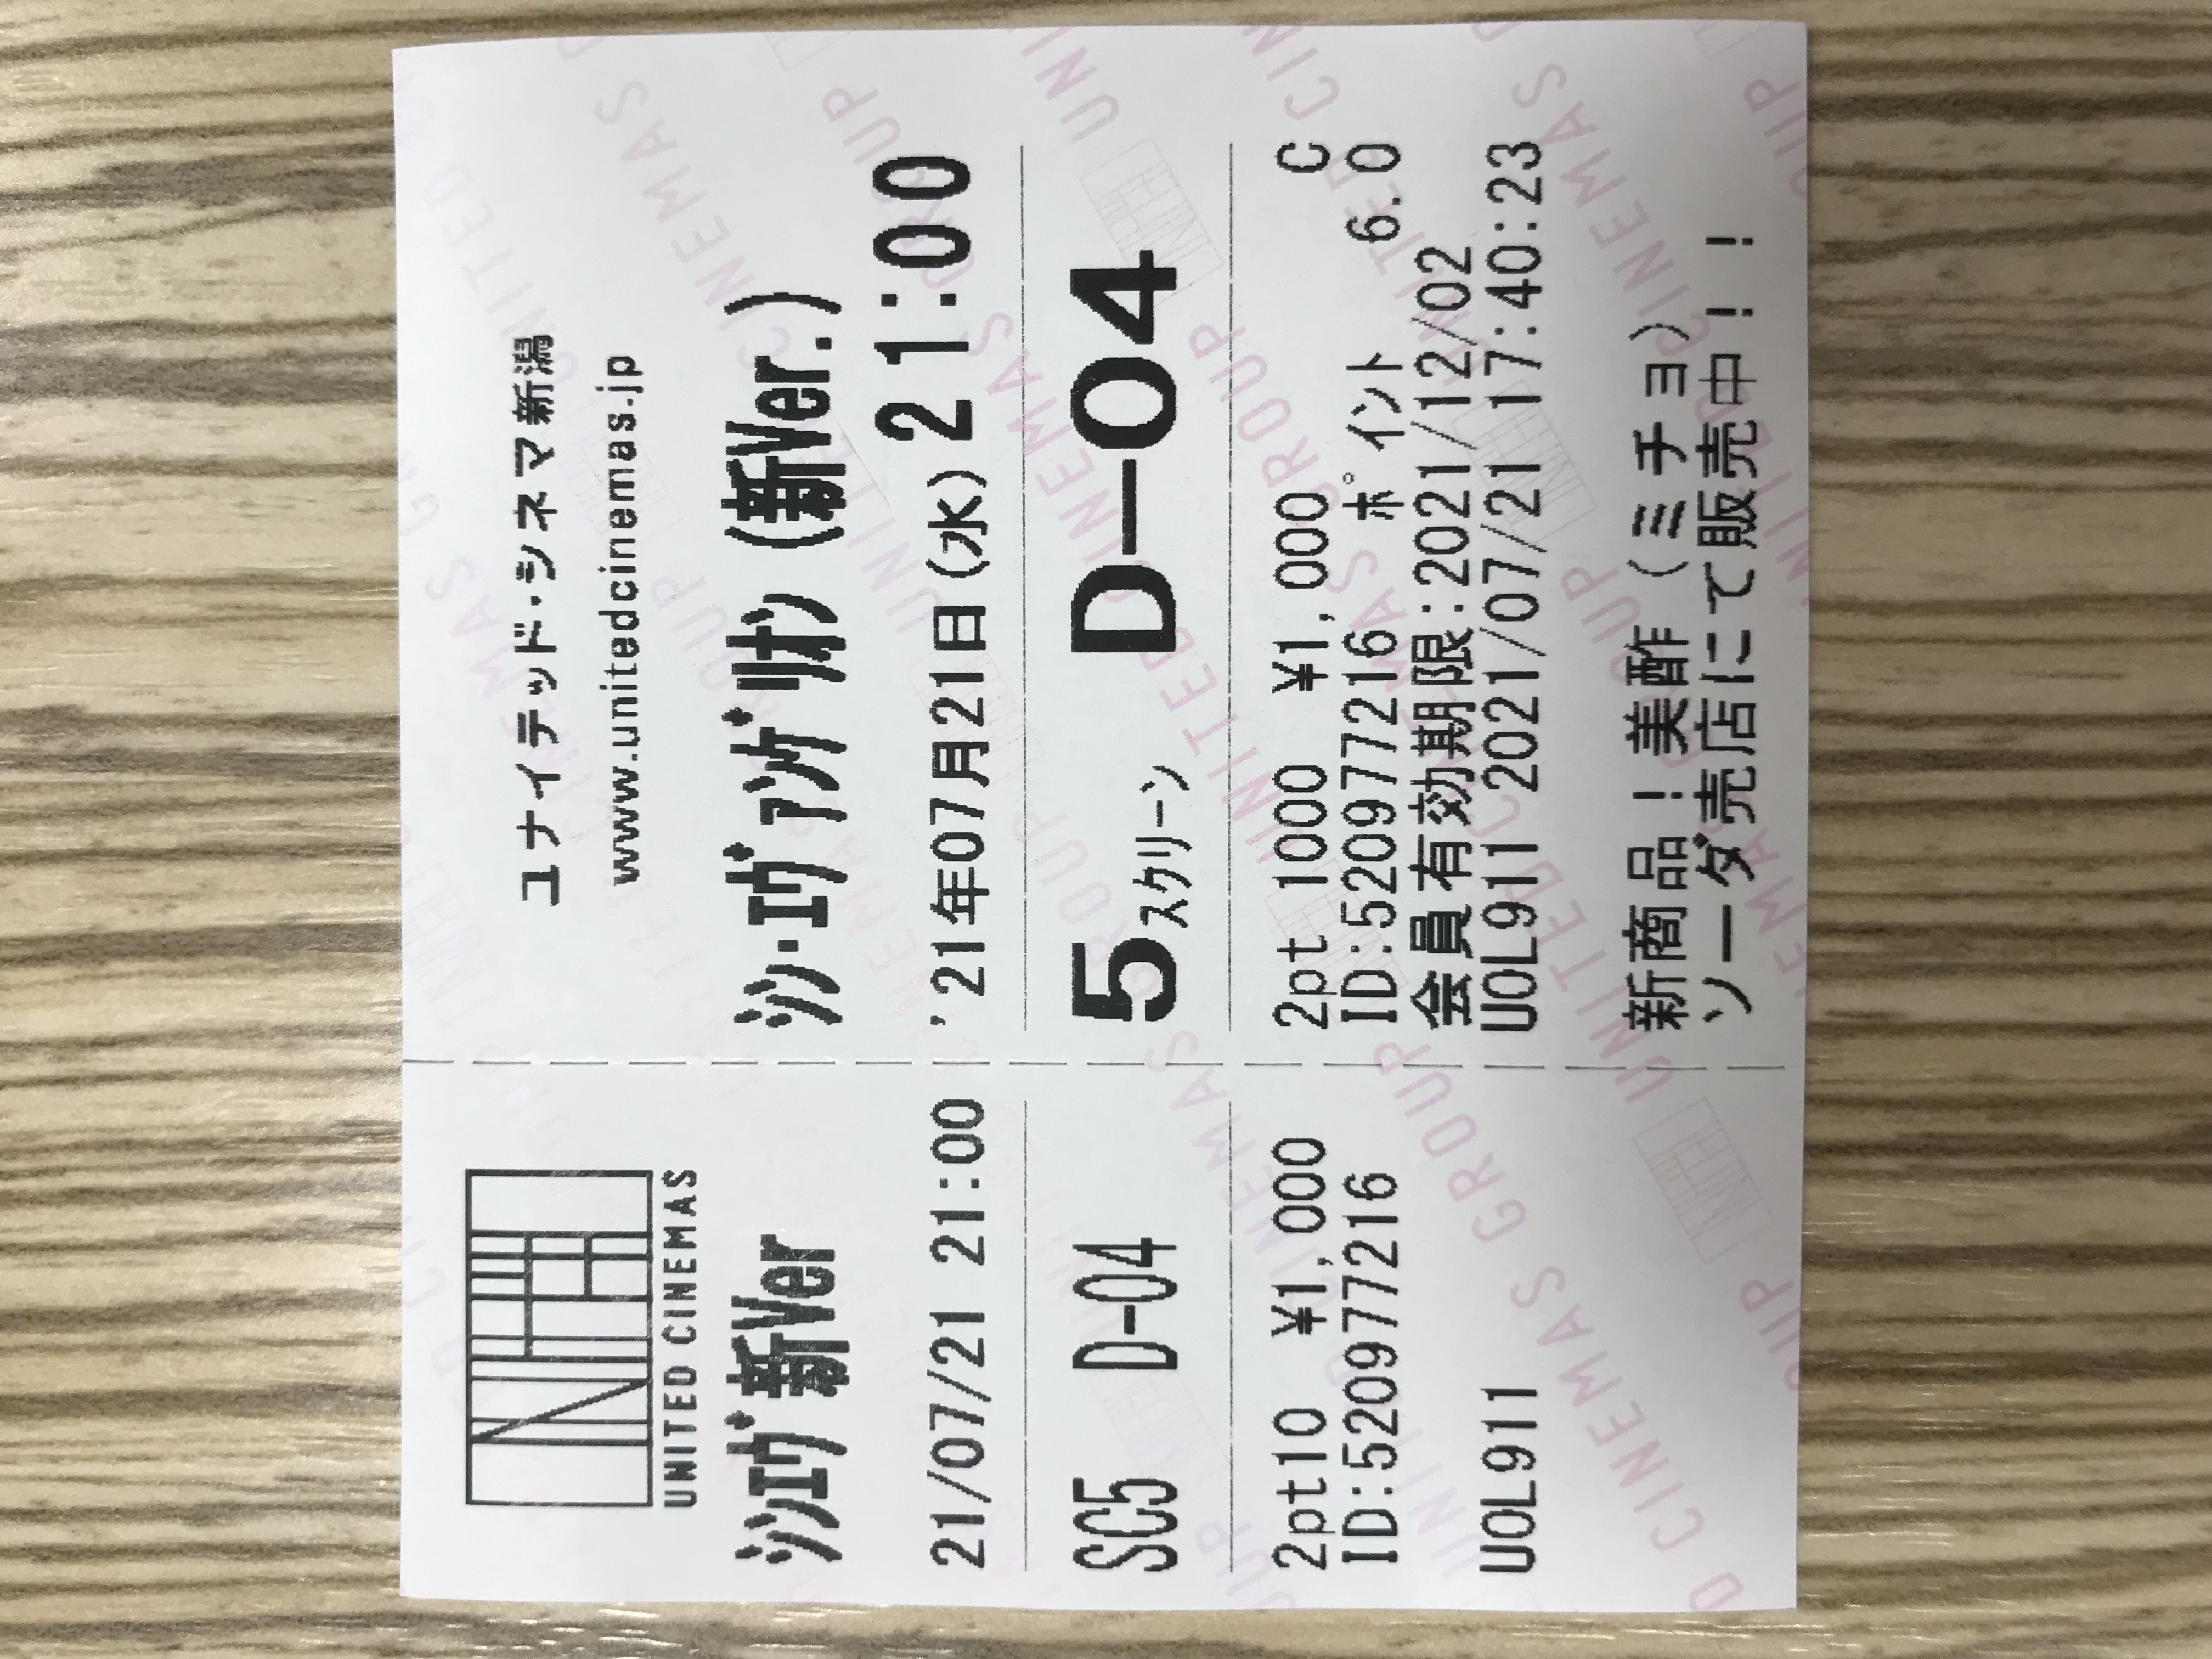 UNITED CINEMAS
ｼﾝｴｳﾞ新Ver
21/07/21 21:00
SC5 D-04
2pt10 ¥1,000
ID:5209772​16
UOL911
ユナイテッド・シネマ新潟
www.unitedcinemas.jp
ｼﾝ･ｴｳﾞｧﾝｹﾞﾘｵﾝ(新Ver.)
'21年07月21日(水) 21:00
5ｽｸﾘｰﾝ D-04
2pt 1000 ¥1,000 C
ID:520977216 ﾎﾟｲﾝﾄ 6.0
会員有効期限:2021/12/02
UOL911 2021/07/21 17:40:23
新商品！美酢（ミチョ）
ソーダ売店にて販売中！！